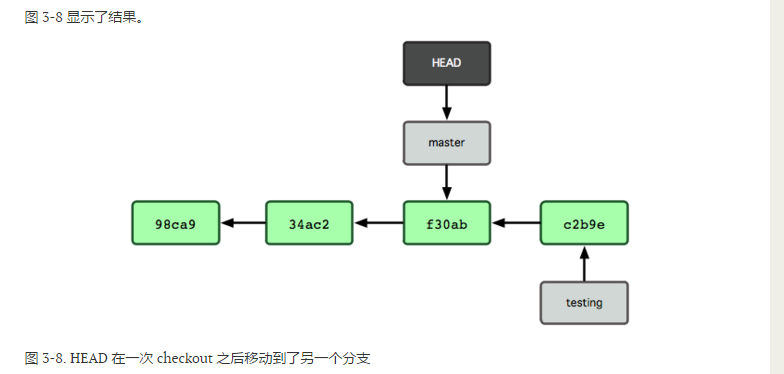 图 3-8 显示了结果。
HEAD
master
98ca9
34ac2
f30ab
c2b9e
testing
图 3-8. HEAD 在一次 checkout 之后移动到了另一个分支